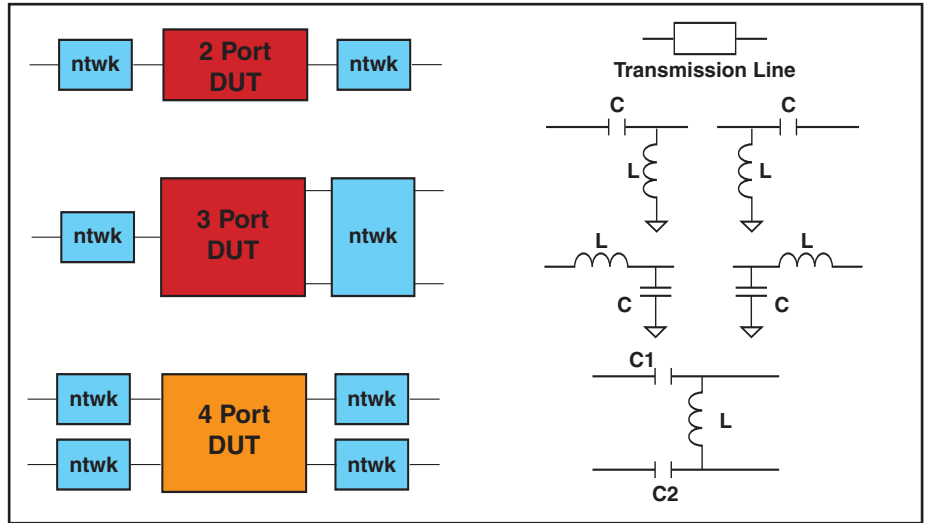 ntwk
2 Port
DUT
ntwk
ntwk
3 Port
DUT
ntwk
ntwk
ntwk
4 Port
DUT
ntwk
ntwk
Transmission Line
C
C
L
L
L
L
C
C
C1
L
C2